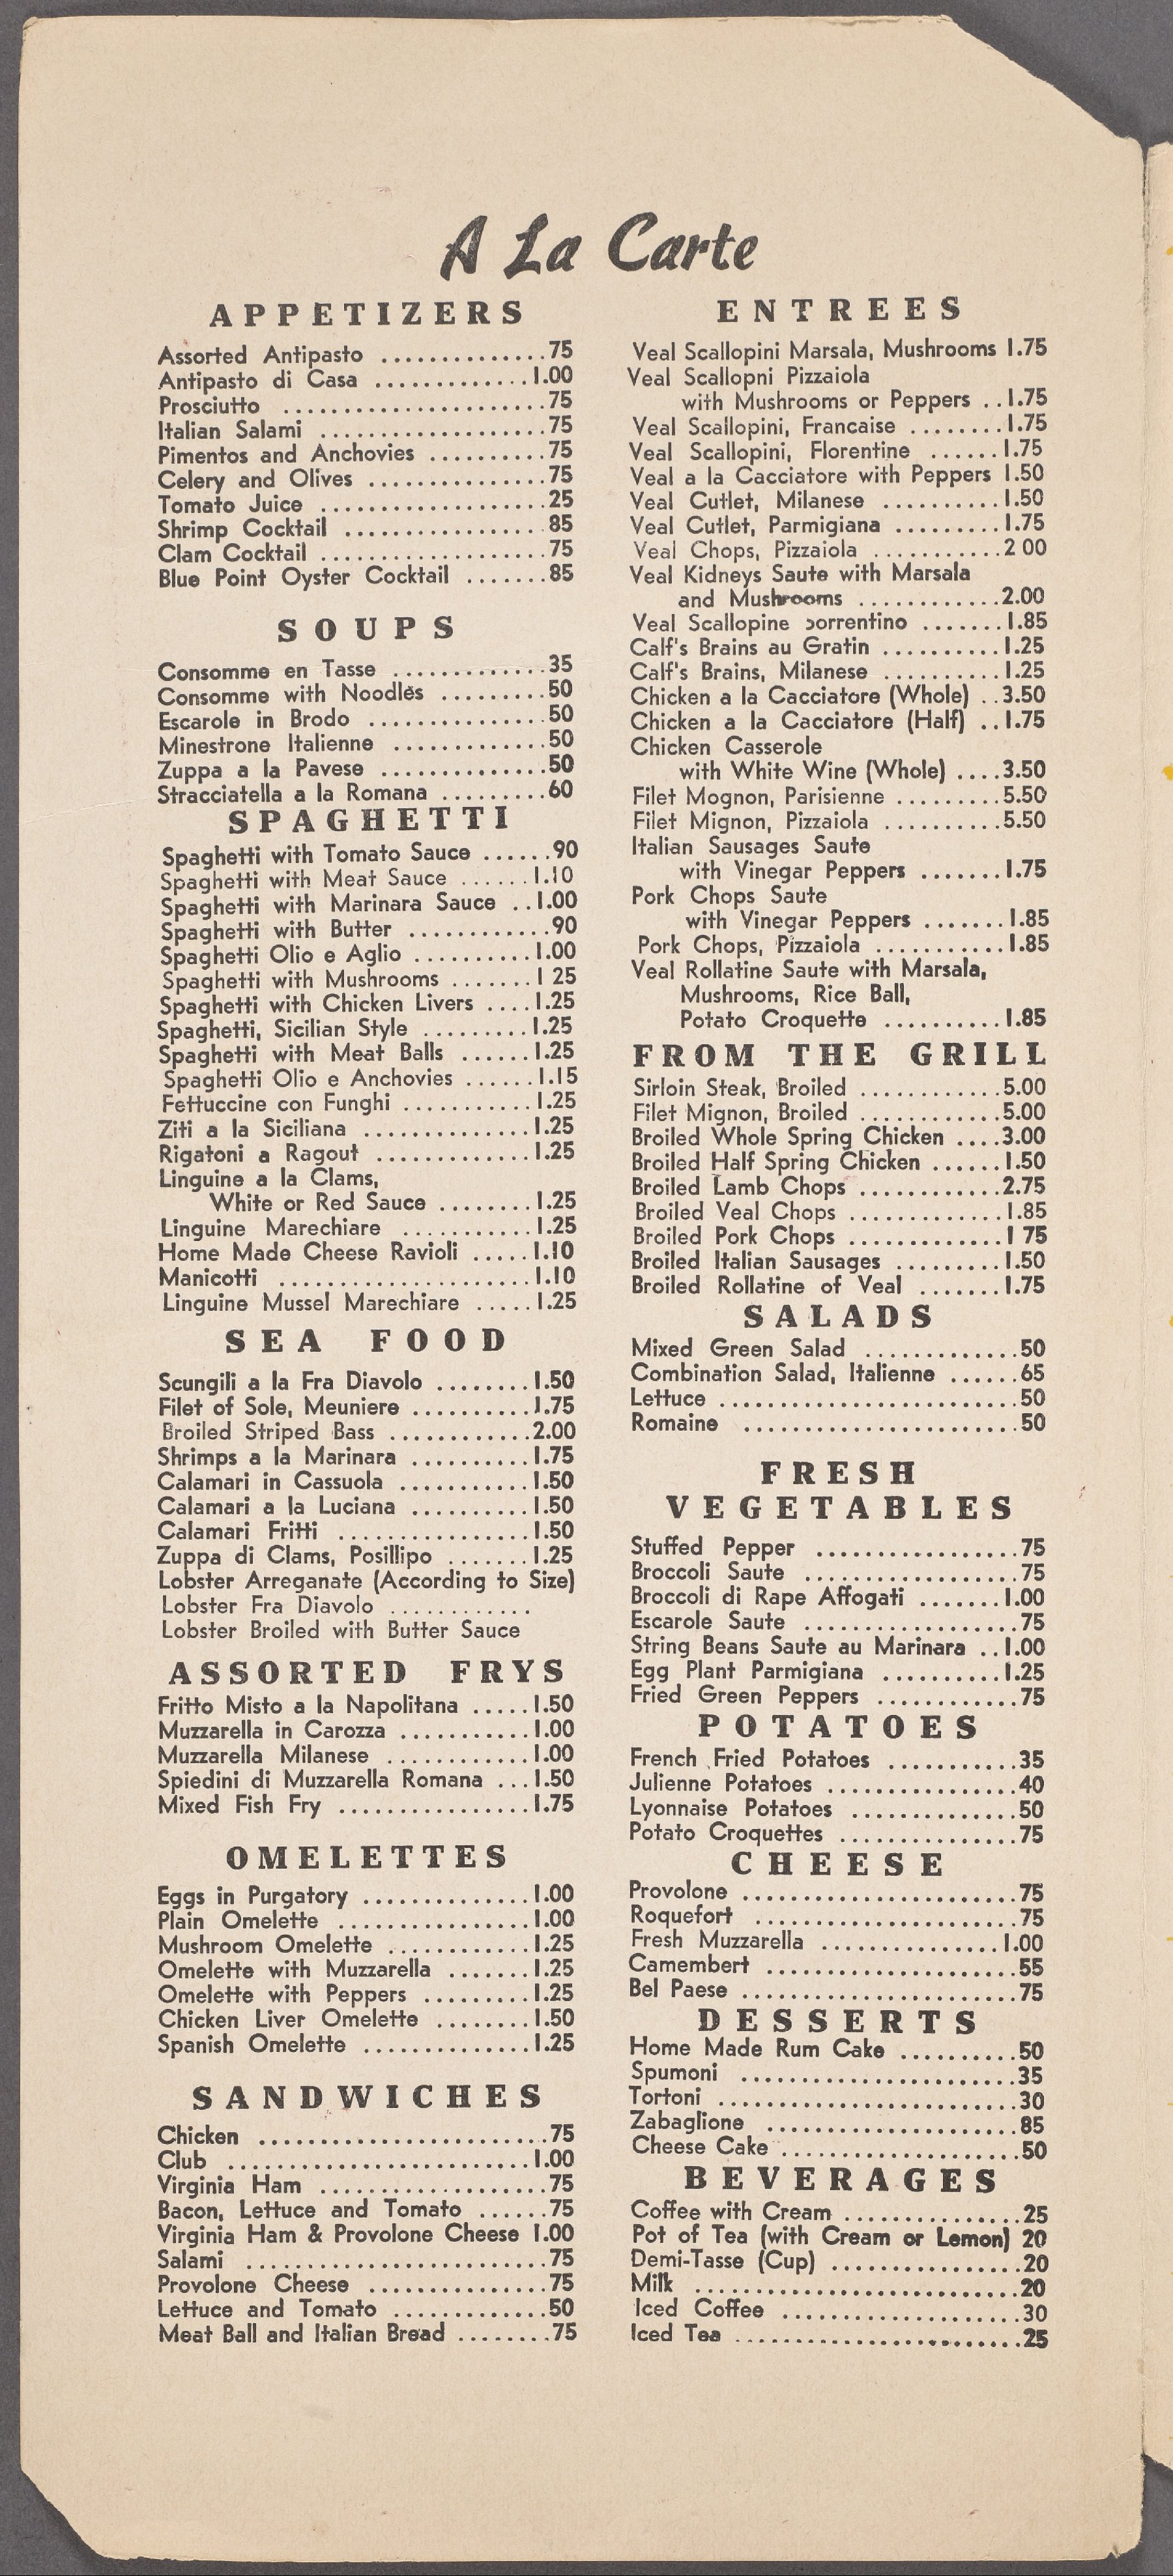 A La Carte
APPETIZERS
Assorted Antipasto ..............75
Antipasto di Casa .............1.00
Prosciutto ......................75
Italian Salami ...................75
Pimentos and Anchovies ..........75
Celery and Olives ...............75
Tomato Juice ...................25
Shrimp Cocktail .................85
Clam Cocktail ...................75
Blue Point Oyster Cocktail .......85
SOUPS
Consomme en Tasse .............35
Consomme with Noodles .........50
Escarole in Brodo ...............50
Minestrone Italienne .............50
Zuppa a la Pavese ..............50
Stracciatella a la Romana .........60
SPAGHETTI
Spaghetti with Tomato Sauce ......90
Spaghetti with Meat Sauce ......1.10
Spaghetti with Marinara Sauce ..1.00
Spaghetti with Butter ............90
Spaghetti Olio e Aglio ..........1.00
Spaghetti with Mushrooms .......1 25
Spaghetti with Chicken Livers ....1.25
Spaghetti, Sicilian Style .........1.25
Spaghetti with Meat Balls ......1.25
Spaghetti Olio e Anchovies ......1.15
Fettuccine con Funghi ...........1.25
Ziti a la Siciliana ..............1.25
Rigatoni a Ragout .............1.25
Linguine a la Clams,
White or Red Sauce ........1.25
Linguine Marechiare ...........1.25
Home Made Cheese Ravioli .....1.10
Manicotti ......................1.10
Linguine Mussel Marechiare .....1.25
SEA FOOD
Scungili a la Fra Diavolo ........1.50
Filet of Sole, Meuniere ..........1.75
Broiled Striped Bass ............2.00
Shrimps a la Marinara ..........1.75
Calamari in Cassuola ...........1.50
Calamari a la Luciana ...........1.50
Calamari Fritti ................1.50
Zuppa di Clams, Posillipo .......1.25
Lobster Arreganate (According to Size)
Lobster Fra Diavolo ............
Lobster Broiled with Butter Sauce
ASSORTED FRYS
Fritto Misto a la Napolitana .....1.50
Muzzarella in Carozza ...........1.00
Muzzarella Milanese ............1.00
Spiedini di Muzzarella Romana ...1.50
Mixed Fish Fry ................1.75
OMELETTES
Eggs in Purgatory ..............1.00
Plain Omelette ................1.00
Mushroom Omelette ............1.25
Omelette with Muzzarella .......1.25
Omelette with Peppers .........1.25
Chicken Liver Omelette ........1.50
Spanish Omelette ..............1.25
SANDWICHES
Chicken .........................75
Club ..........................1.00
Virginia Ham ...................75
Bacon, Lettuce and Tomato ......75
Virginia Ham & Provolone Cheese 1.00
Salami ..........................75
Provolone Cheese ...............75
Lettuce and Tomato .............50
Meat Ball and Italian Bread ........75
ENTREES
Veal Scallopini Marsala, Mushrooms 1.75
Veal Scallopni Pizzaiola
with Mushrooms or Peppers ..1.75
Veal Scallopini, Francaise ........1.75
Veal Scallopini, Florentine ......1.75
Veal a la Cacciatore with Peppers 1.50
Veal Cutlet, Milanese ..........1.50
Veal Cutlet, Parmigiana .........1.75
Veal Chops, Pizzaiola ...........2 00
Veal Kidneys Saute with Marsala
and Mushrooms ............2.00
Veal Scallopine orrentino .......1.85
Calf's Brains au Gratin ..........1.25
Calf's Brains, Milanese ..........1.25
Chicken a la Cacciatore (Whole) ..3.50
Chicken a la Cacciatore (Half) ..1.75
Chicken Casserole
with White Wine (Whole) ....3.50
Filet Mognon, Parisienne .........5.50
Filet Mignon, Pizzaiola ..........5.50
Italian Sausages Saute
with Vinegar Peppers .......1.75
Pork Chops Saute
with Vinegar Peppers .......1.85
Pork Chops, Pizzaiola ...........1.85
Veal Rollatine Saute with Marsala,
Mushrooms, Rice Ball,
Potato Croquette ..........1.85
FROM THE GRILL
Sirloin Steak, Broiled ............5.00
Filet Mignon, Broiled ............5.00
Broiled Whole Spring Chicken ....3.00
Broiled Half Spring Chicken ......1.50
Broiled Lamb Chops ............2.75
Broiled Veal Chops .............1.85
Broiled Pork Chops .............1 75
Broiled Italian Sausages .........1.50
Broiled Rollatine of Veal .......1.75
SALADS
Mixed Green Salad .............50
Combination Salad, Italienne ......65
Lettuce .........................50
Romaine .......................50
FRESH
VEGETABLES
Stuffed Pepper .................75
Broccoli Saute ..................75
Broccoli di Rape Affogati .......1.00
Escarole Saute ..................75
String Beans Saute au Marinara ..1.00
Egg Plant Parmigiana ..........1.25
Fried Green Peppers ............75
POTATOES
French Fried Potatoes ...........35
Julienne Potatoes ...............40
Lyonnaise Potatoes .............50
Potato Croquettes ...............75
CHEESE
Provolone ......................75
Roquefort .....................75
Fresh Muzzarella ...............1.00
Camembert ....................55
Bel Paese ......................75
DESSERTS
Home Made Rum Cake ..........50
Spumoni ......................35
Tortoni ........................30
Zabaglione ....................85
Cheese Cake ...................50
BEVERAGES
Coffee with Cream ...............25
Pot of Tea (with Cream or Lemon) 20
Demi-Tasse (Cup) ................20
Milk ..........................20
Iced Coffee ...................30
Iced Tea .......................25